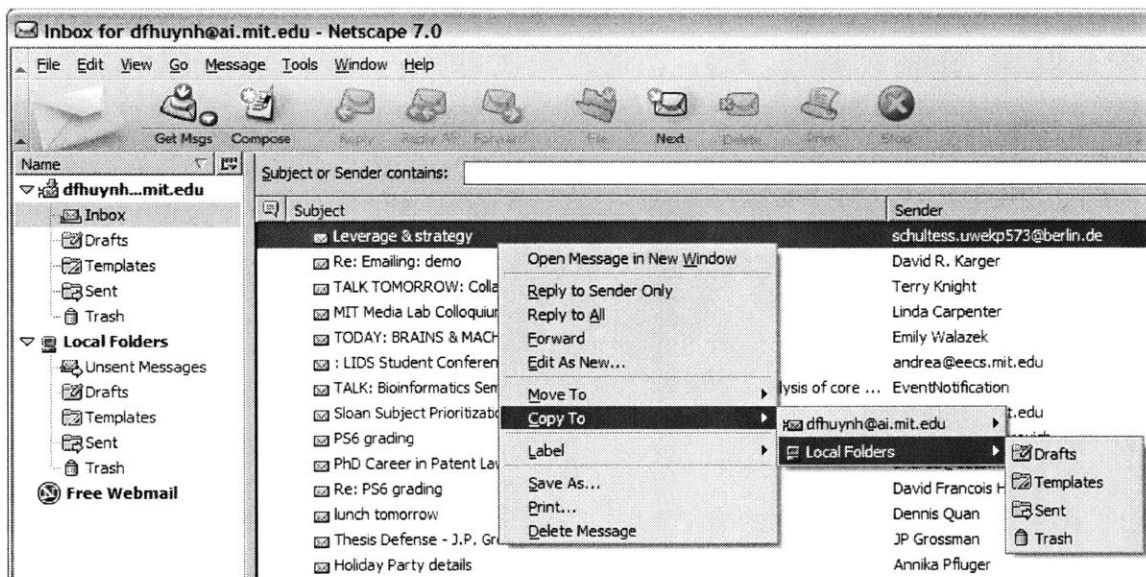 Inbox for dfhuynh@ai.mit.edu - Netscape 7.0
File Edit View Go Message Tools Window Help
Get Msgs Compose Reply Reply All Forward File Next Delete Print Stop
Name
Subject or Sender contains:
dfhuynh...mit.edu
Inbox
Drafts
Templates
Sent
Trash
Local Folders
Unsent Messages
Drafts
Templates
Sent
Trash
Free Webmail
Subject Sender
Leverage & strategy schultess.uwekp573@berlin.de
Re: Emailing: demo David R. Karger
TALK TOMORROW: Colla Terry Knight
MIT Media Lab Colloquiur Linda Carpenter
TODAY: BRAINS & MACH Emily Walazek
: LIDS Student Conferen andrea@eecs.mit.edu
TALK: Bioinformatics Sem lysis of core ... EventNotification
Sloan Subject Prioritizatio t.edu
PS6 grading
PhD Career in Patent Lav
Re: PS6 grading David Francois H
lunch tomorrow Dennis Quan
Thesis Defense - J.P. Gro JP Grossman
Holiday Party details Annika Pfluger
Open Message in New Window
Reply to Sender Only
Reply to All
Forward
Edit As New...
Move To
Copy To
Label
Save As...
Print...
Delete Message
dfhuynh@ai.mit.edu
Local Folders
Drafts
Templates
Sent
Trash